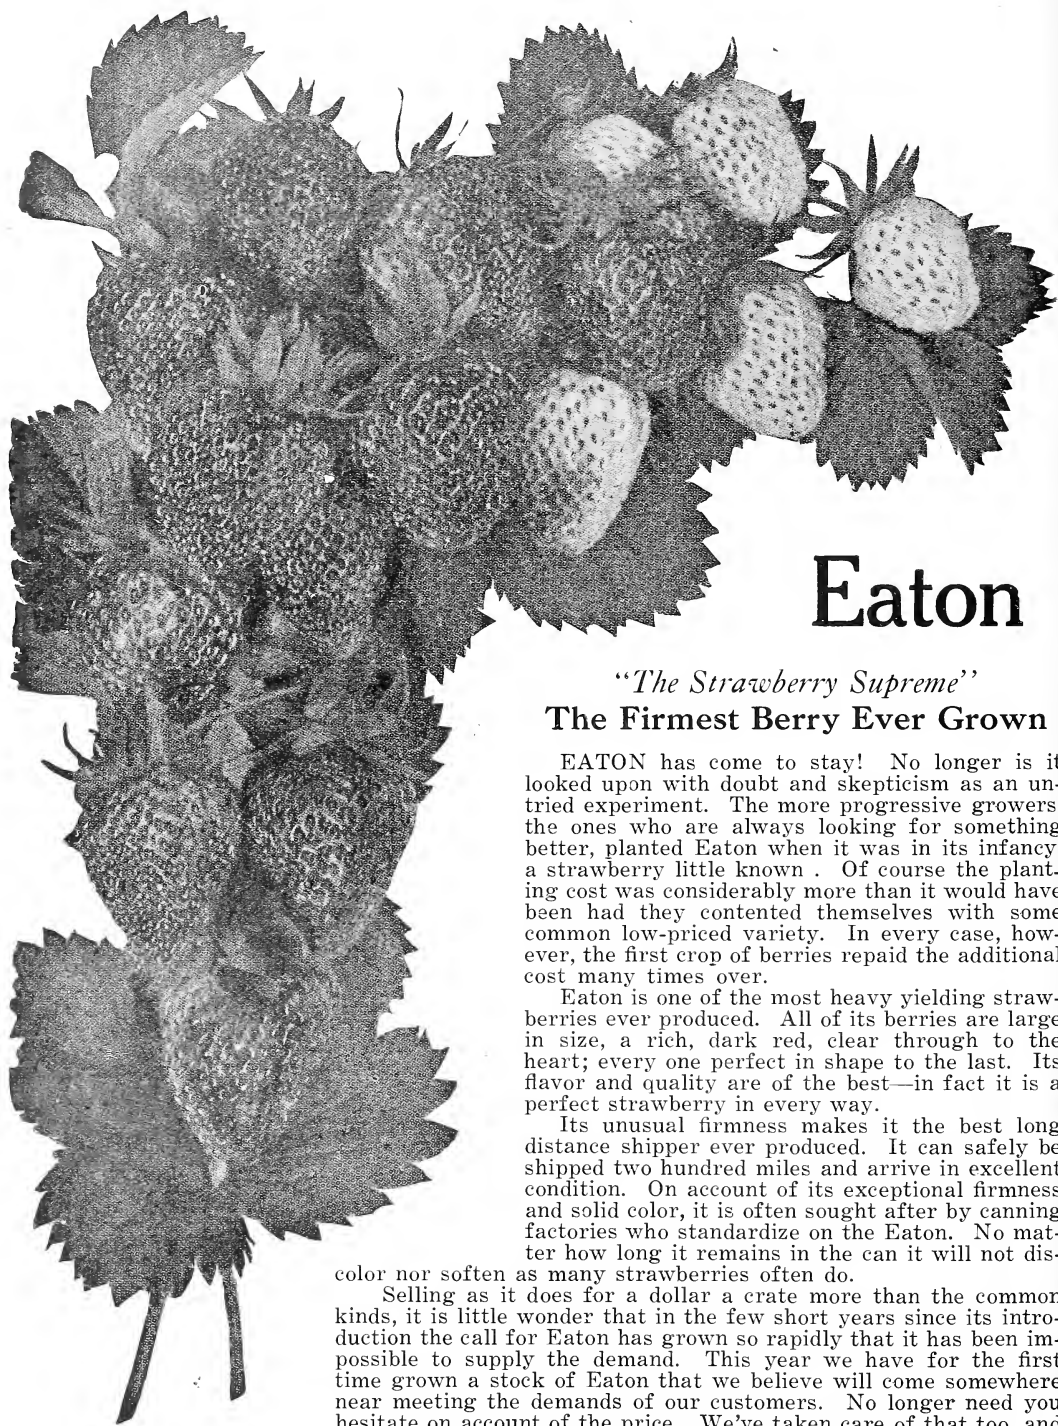 Eaton
“The Strawberry Supreme”
The Firmest Berry Ever Grown
EATON has come to stay! No longer is it
looked upon with doubt and skepticism as an un-
tried experiment. The more progressive growers
the ones who are always looking for something
better, planted Eaton when it was in its infancy
a strawberry little known . Of course the plant-
ing cost was considerably more than it would have
been had they contented themselves with some
common low-priced variety. In every case, how-
ever, the first crop of berries repaid the additional
cost many times over.
Eaton is one of the most heavy yielding straw-
berries ever produced. All of its berries are large
in size, a rich, dark red, clear through to the
heart; every one perfect in shape to the last. Its
flavor and quality are of the best—in fact it is a
perfect strawberry in every way.
Its unusual firmness makes it the best long
distance shipper ever produced. It can safely be
shipped two hundred miles and arrive in excellent
condition. On account of its exceptional firmness
and solid color, it is often sought after by canning
factories who standardize on the Eaton. No mat-
ter how long it remains in the can it will not dis-
color nor soften as many strawberries often do.
Selling as it does for a dollar a crate more than the common
kinds, it is little wonder that in the few short years since its intro-
duction the call for Eaton has grown so rapidly that it has been im-
possible to supply the demand. This year we have for the first
time grown a stock of Eaton that we believe will come somewhere
near meeting the demands of our customers. No longer need you
hesitate on account of the price. We've taken care of that too, and